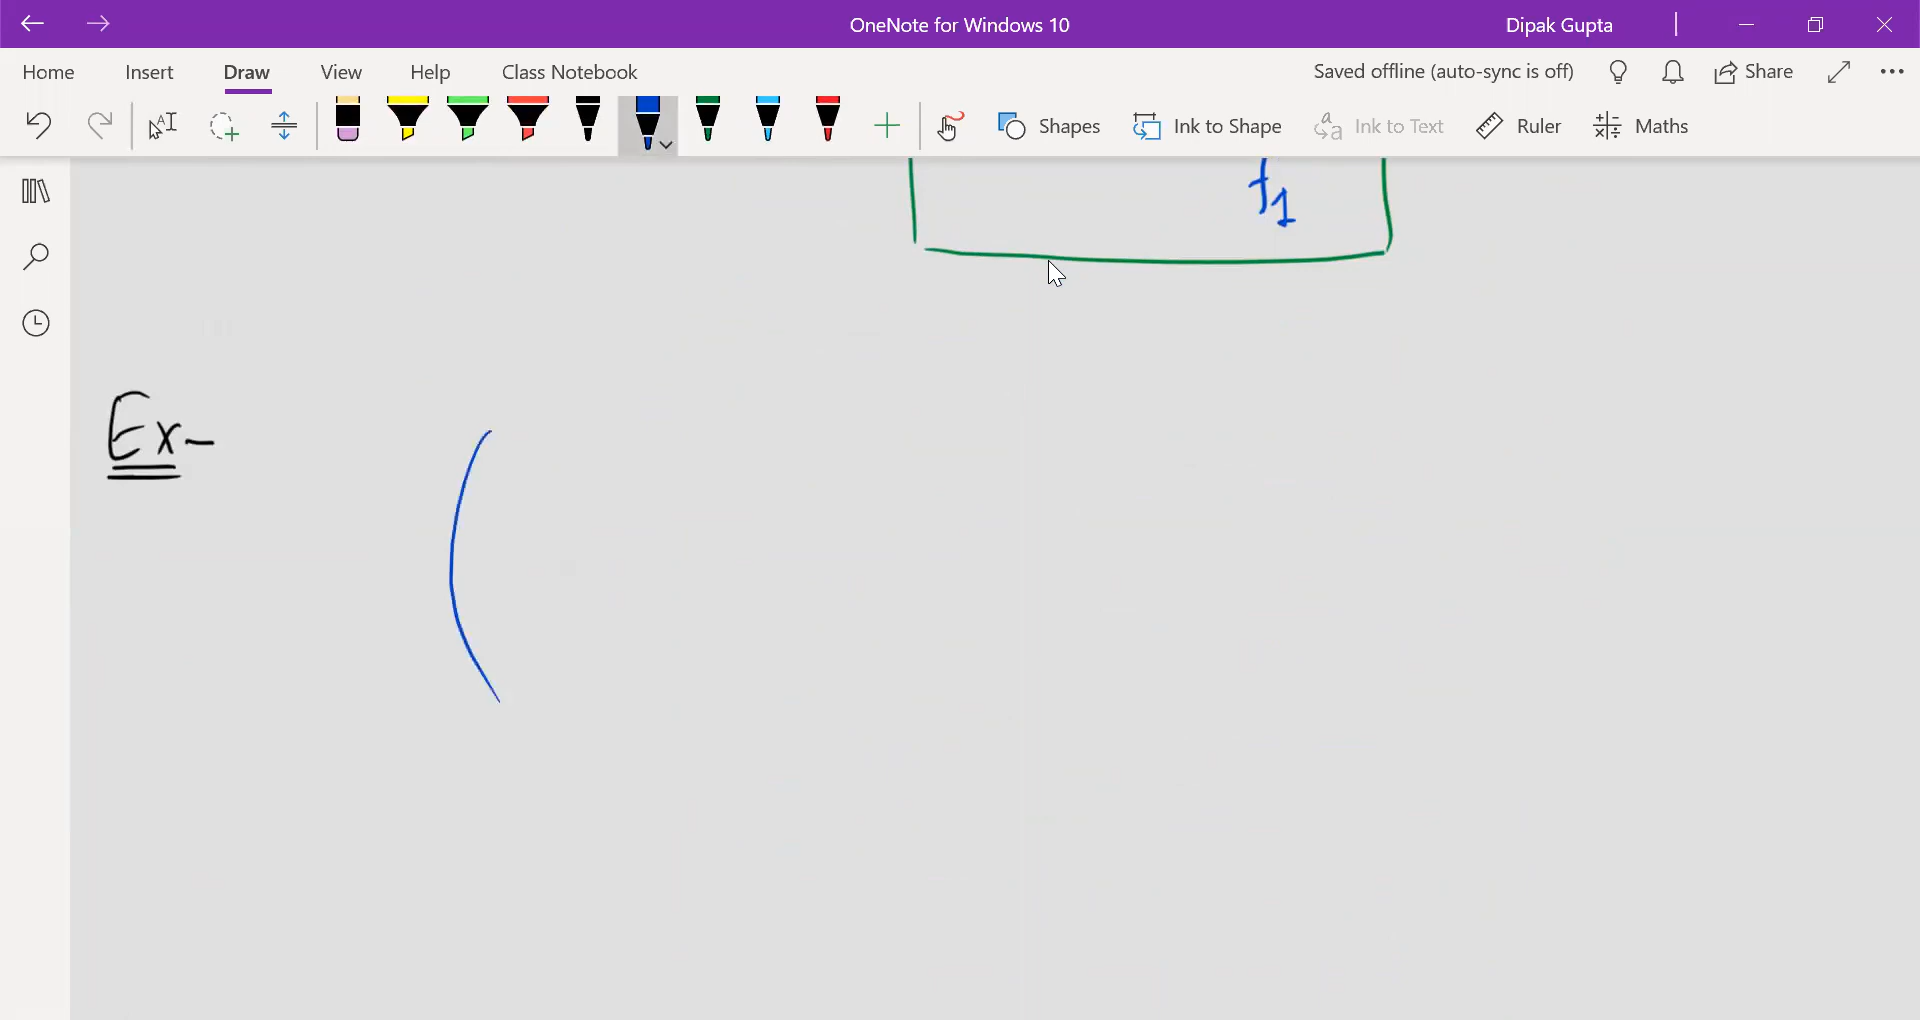 OneNote for Windows 10
Dipak Gupta
Home Insert Draw View Help Class Notebook
Saved offline (auto-sync is off) Share
Shapes Ink to Shape Ink to Text Ruler Maths
f1
Ex-